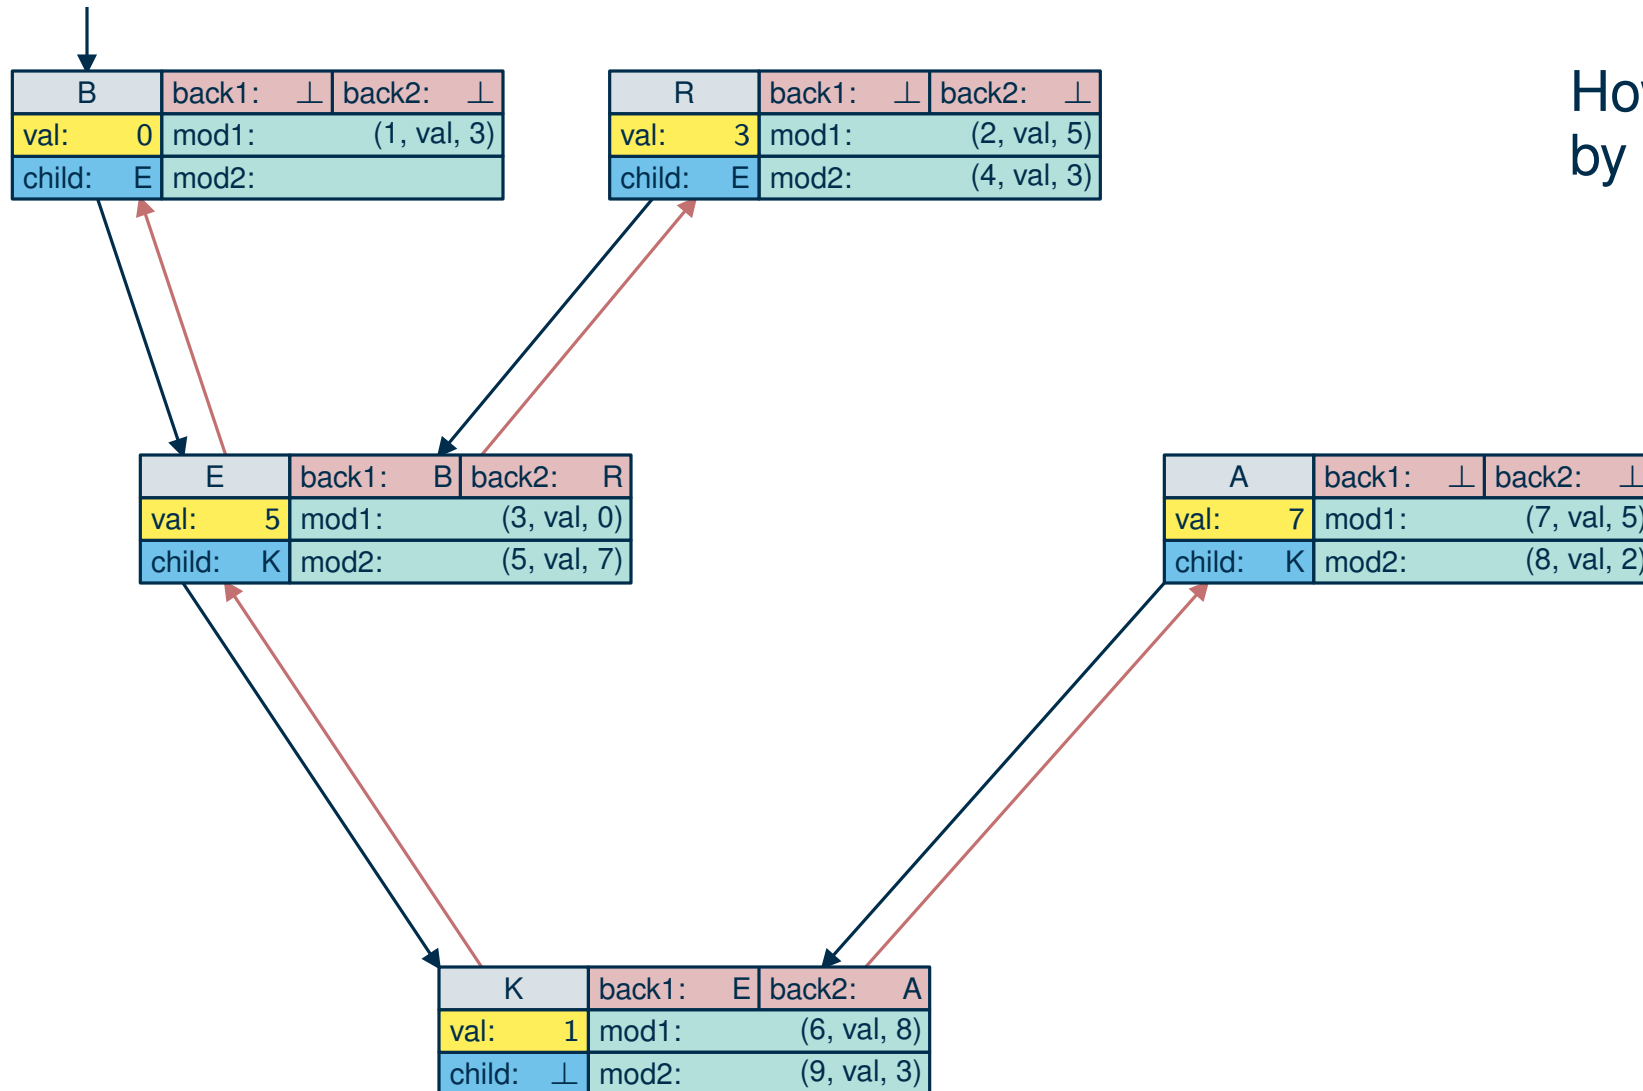 B back1: ⊥ back2: ⊥
val: 0 mod1: (1, val, 3)
child: E mod2:
R back1: ⊥ back2: ⊥
val: 3 mod1: (2, val, 5)
child: E mod2: (4, val, 3)
by
E back1: B back2: R
val: 5 mod1: (3, val, 0)
child: K mod2: (5, val, 7)
A back1: ⊥ back2: ⊥
val: 7 mod1: (7, val, 5)
child: K mod2: (8, val, 2)
K back1: E back2: A
val: 1 mod1: (6, val, 8)
child: ⊥ mod2: (9, val, 3)